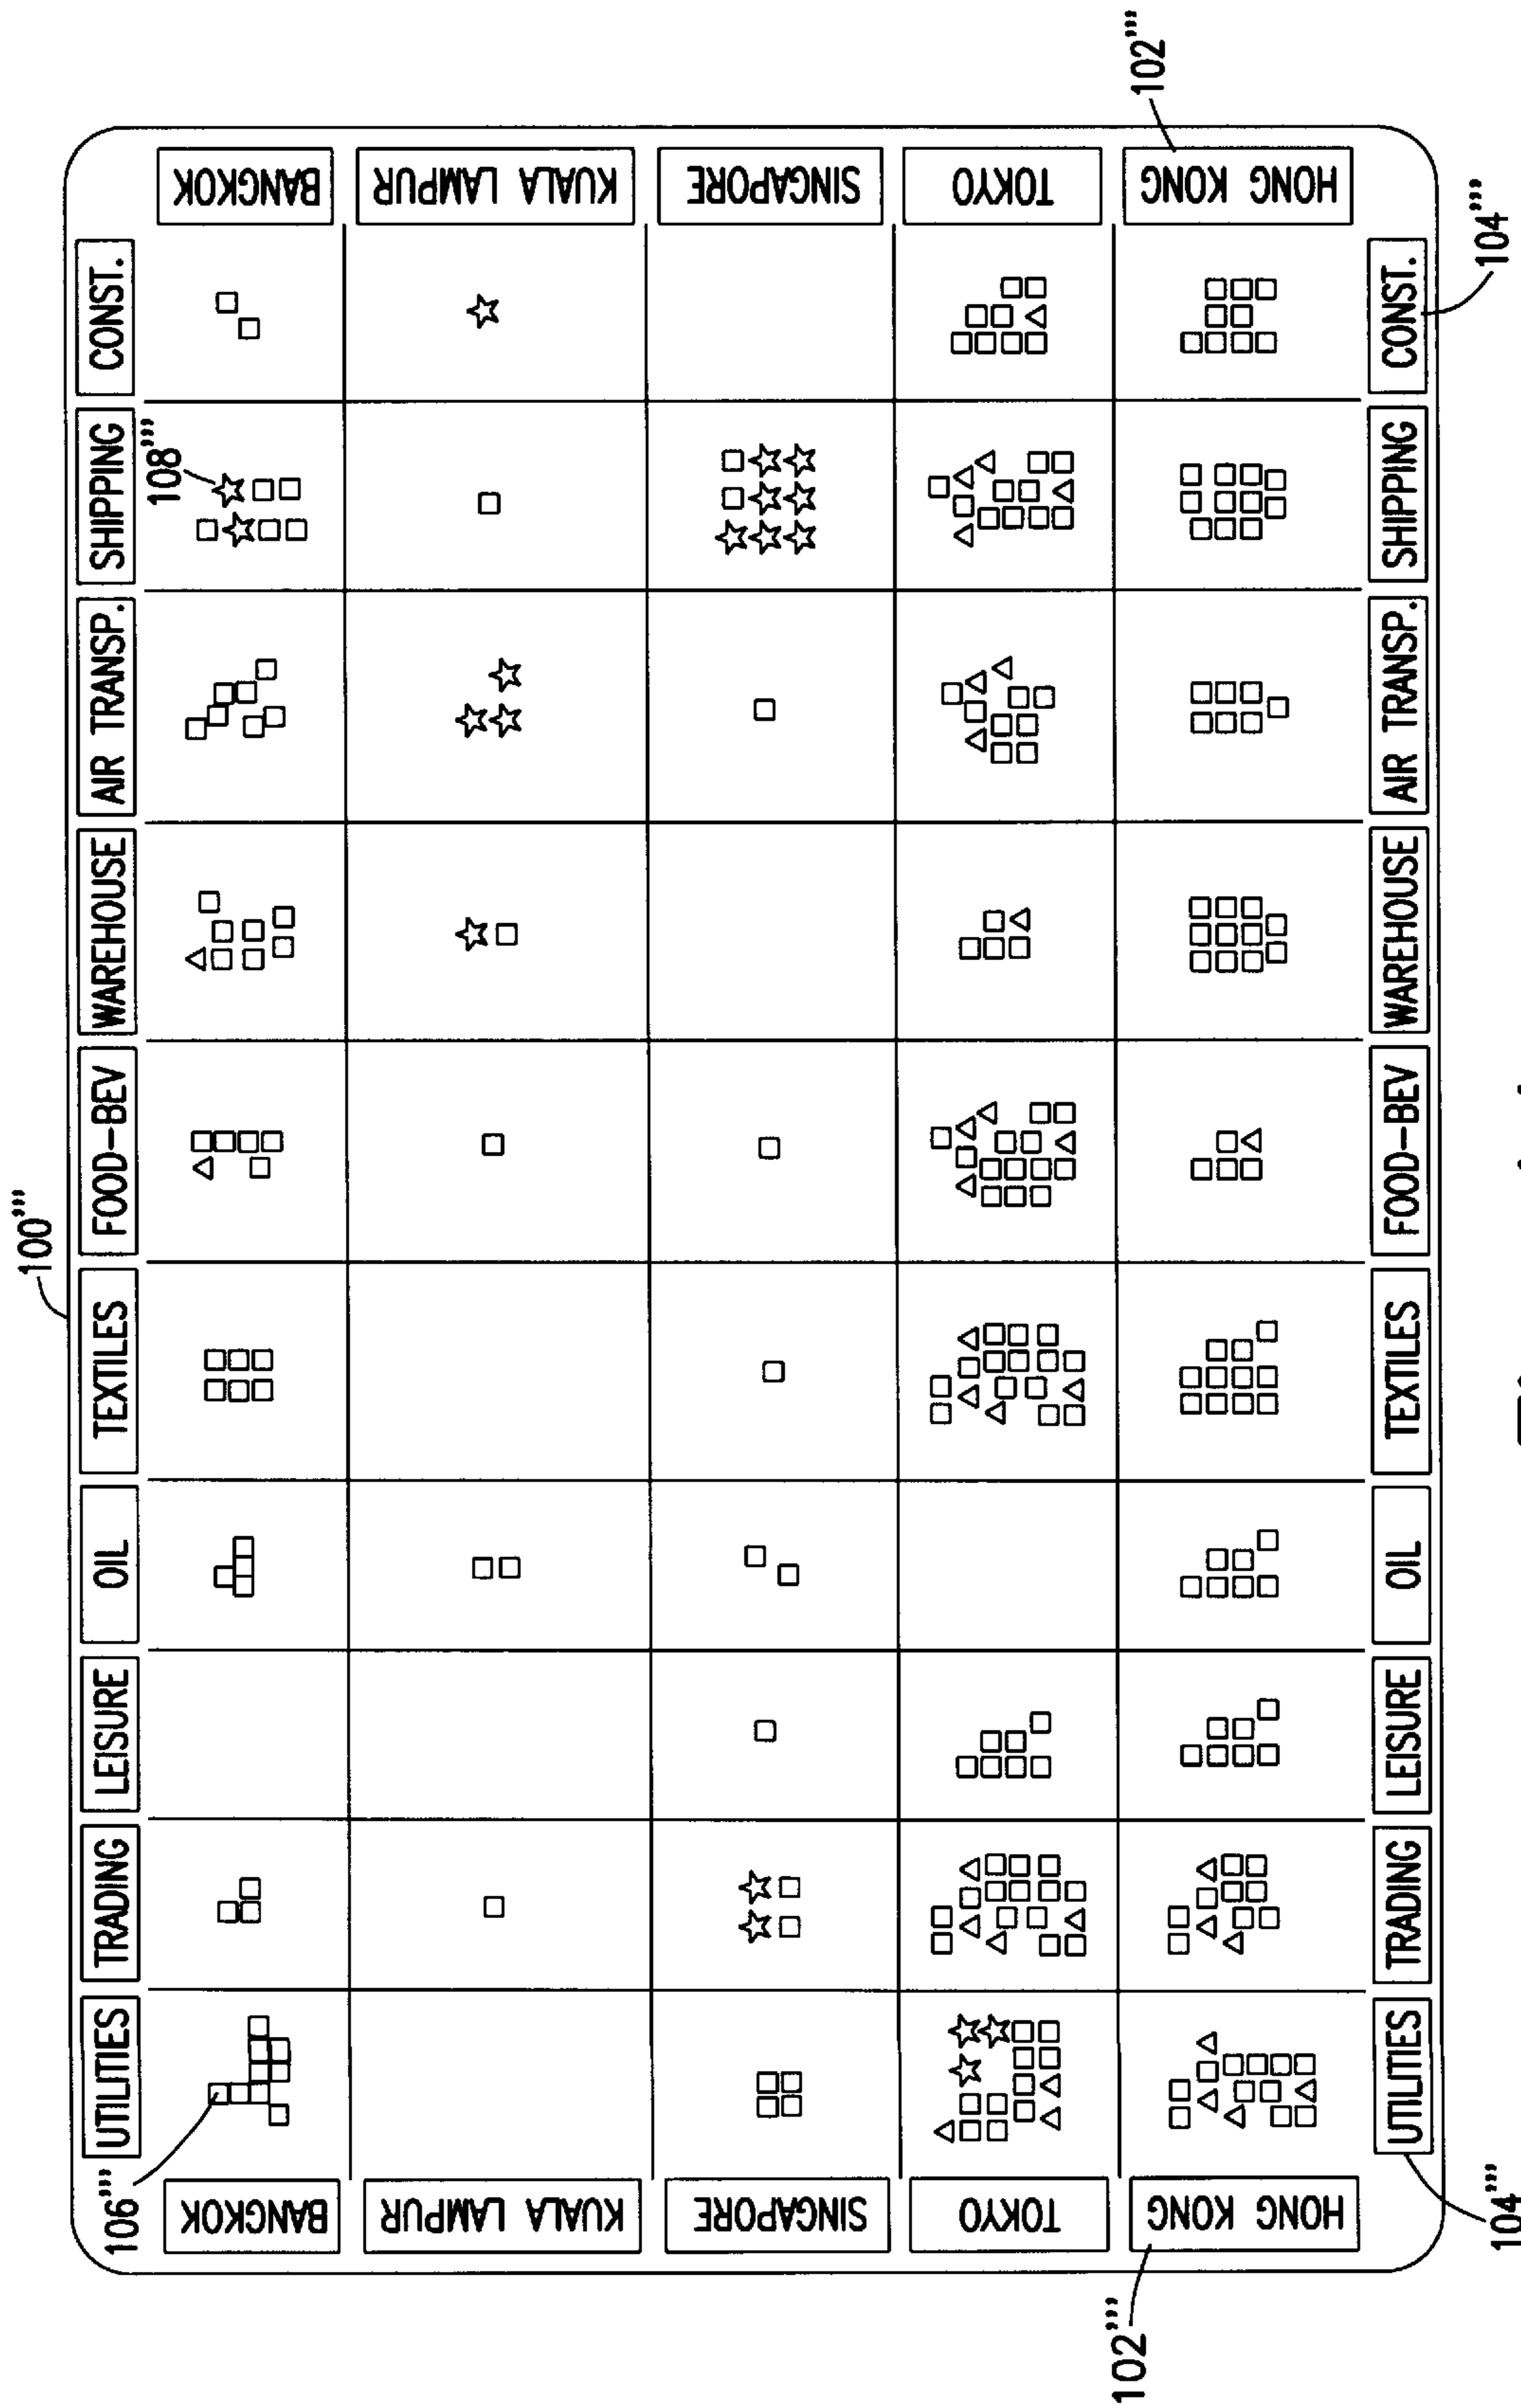 100'''
UTILITIES TRADING LEISURE OIL TEXTILES FOOD-BEV WAREHOUSE AIR TRANSP. SHIPPING CONST.
106'''
108'''
BANGKOK BANGKOK
KUALA LAMPUR KUALA LAMPUR
SINGAPORE SINGAPORE
TOKYO TOKYO
HONG KONG HONG KONG
102''' 102'''
UTILITIES TRADING LEISURE OIL TEXTILES FOOD-BEV WAREHOUSE AIR TRANSP. SHIPPING CONST.
104''' 104'''